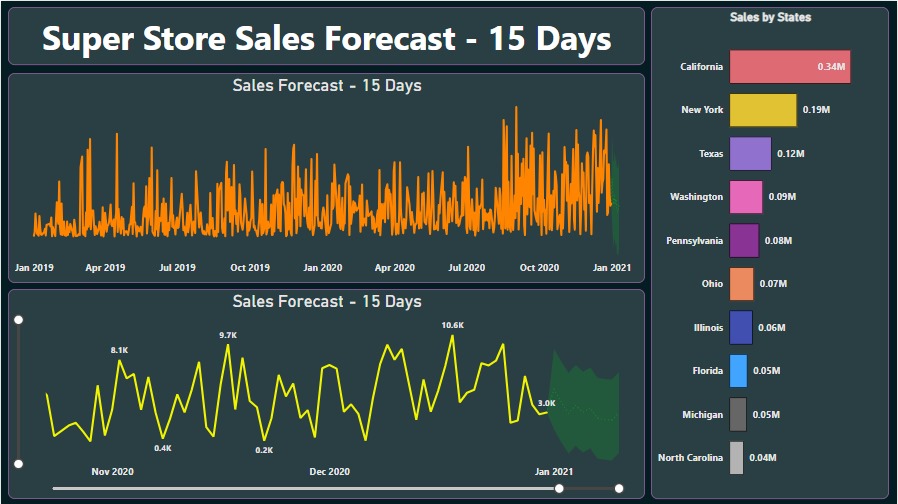 Super Store Sales Forecast - 15 Days
Sales Forecast - 15 Days
Jan 2019 Apr 2019 Jul 2019 Oct 2019 Jan 2020 Apr 2020 Jul 2020 Oct 2020 Jan 2021
Sales Forecast - 15 Days
8.1K 9.7K 10.6K
3.0K
0.4K 0.2K
Nov 2020 Dec 2020 Jan 2021
Sales by States
California 0.34M
New York 0.19M
Texas 0.12M
Washington 0.09M
Pennsylvania 0.08M
Ohio 0.07M
Illinois 0.06M
Florida 0.05M
Michigan 0.05M
North Carolina 0.04M